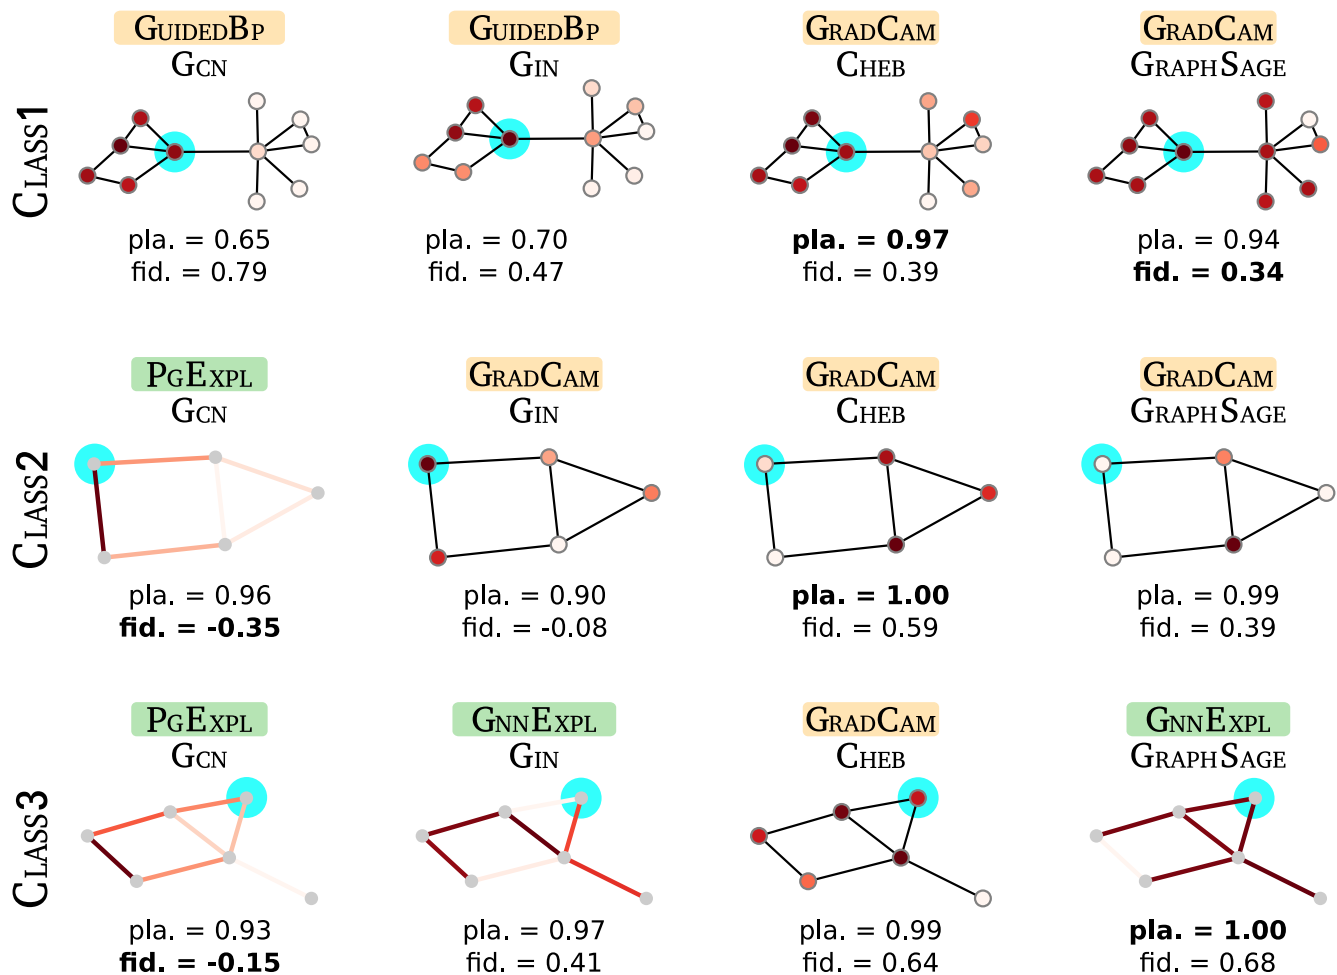 GUIDEDBP GUIDEDBP GRADCAM GRADCAM
GCN GIN CHEB GRAPHSAGE
CLASS1
pla. = 0.65 pla. = 0.70 pla. = 0.97 pla. = 0.94
fid. = 0.79 fid. = 0.47 fid. = 0.39 fid. = 0.34
PGEXPL GRADCAM GRADCAM GRADCAM
GCN GIN CHEB GRAPHSAGE
CLASS2
pla. = 0.96 pla. = 0.90 pla. = 1.00 pla. = 0.99
fid. = -0.35 fid. = -0.08 fid. = 0.59 fid. = 0.39
PGEXPL GNNEXPL GRADCAM GNNEXPL
GCN GIN CHEB GRAPHSAGE
CLASS3
pla. = 0.93 pla. = 0.97 pla. = 0.99 pla. = 1.00
fid. = -0.15 fid. = 0.41 fid. = 0.64 fid. = 0.68